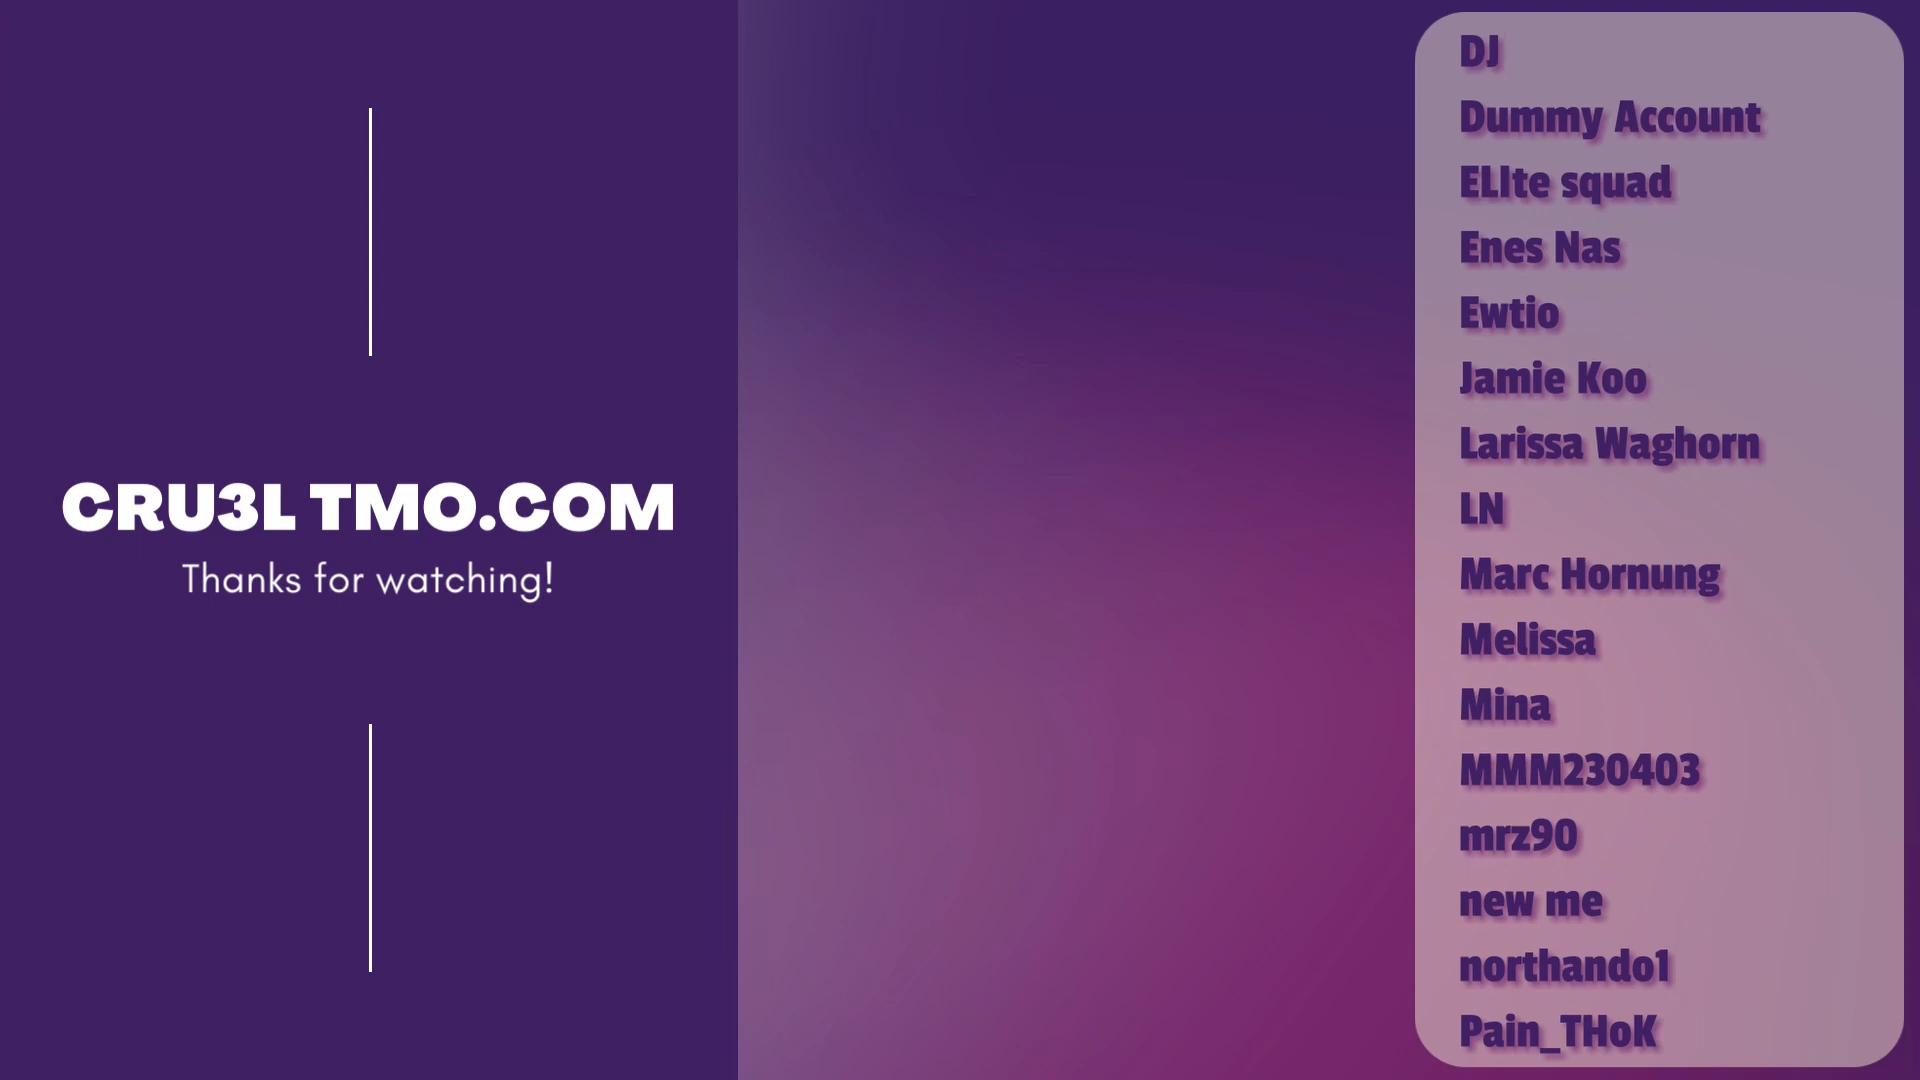 CRU3L TMO.COM
Thanks for watching!
DJ
Dummy Account
ELIte squad
Enes Nas
Ewtio
Jamie Koo
Larissa Waghorn
LN
Marc Hornung
Melissa
Mina
MMM230403
mrz90
new me
northando1
Pain_THoK